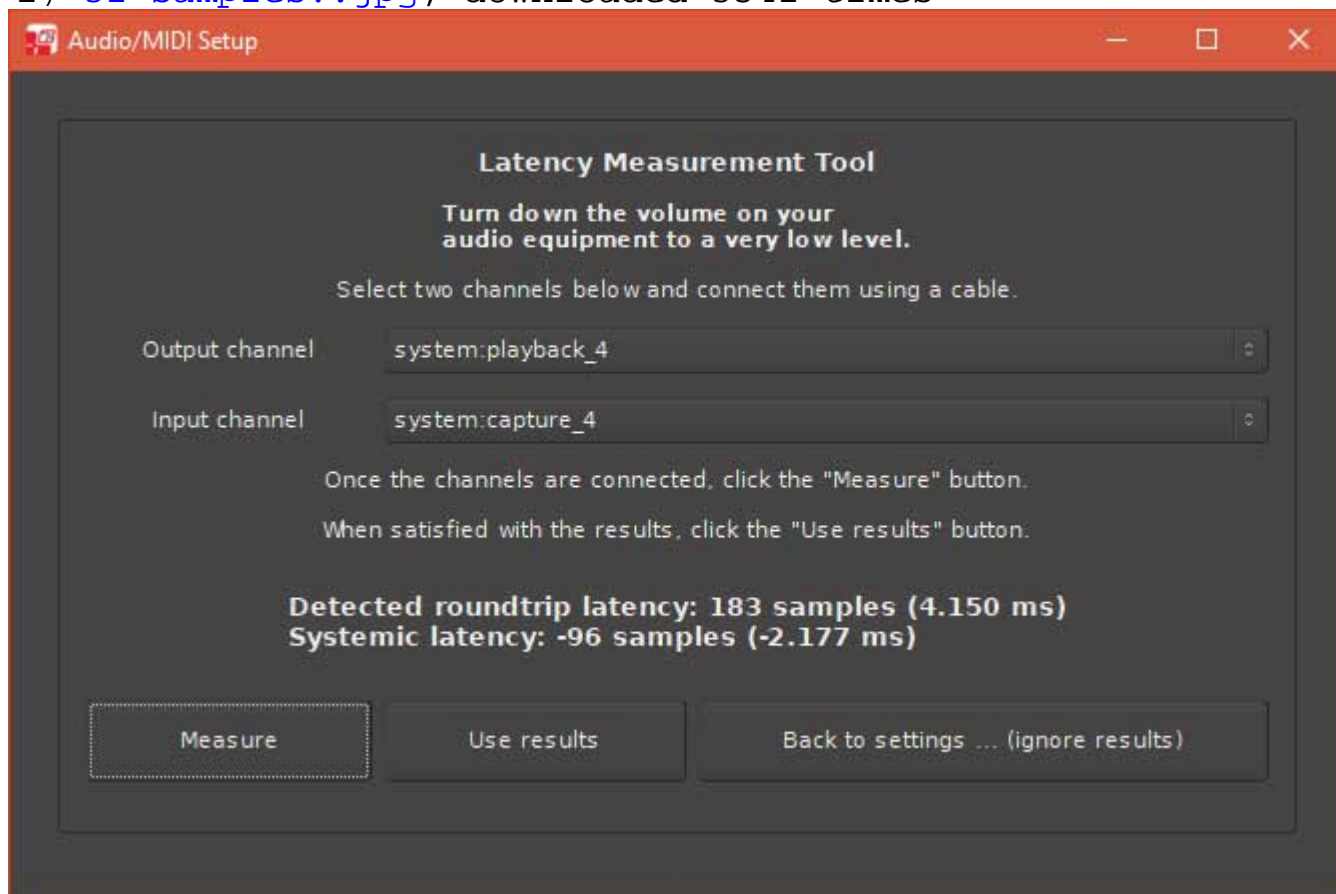 Audio/MIDI Setup
Latency Measurement Tool
Turn down the volume on your
audio equipment to a very low level.
Select two channels below and connect them using a cable.
Output channel
system:playback_4
Input channel
system:capture_4
Once the channels are connected, click the "Measure" button.
When satisfied with the results, click the "Use results" button.
Detected roundtrip latency: 183 samples (4.150 ms)
Systemic latency: -96 samples (-2.177 ms)
Measure
Use results
Back to settings ... (ignore results)